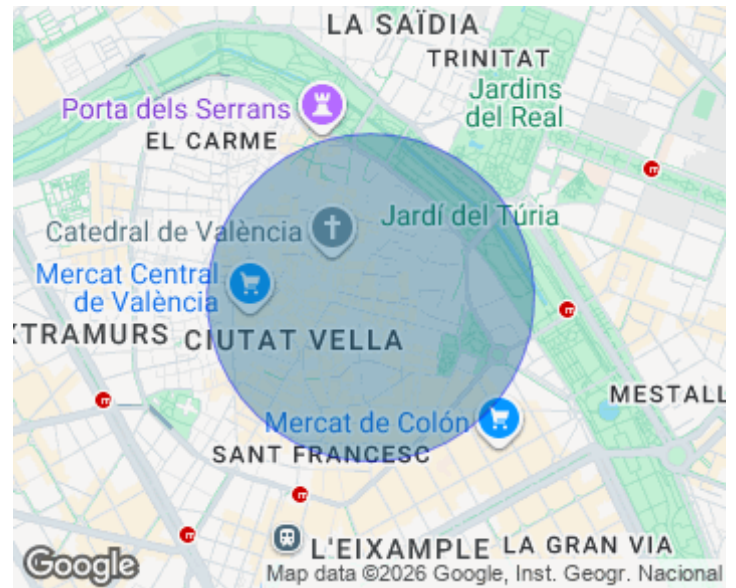 LA SAÏDIA
TRINITAT
Porta dels Serrans
Jardins
del Real
EL CARME
Catedral de València
Jardí del Túria
Mercat Central
de València
XTRAMURS
CIUTAT VELLA
MESTALL
Mercat de Colón
SANT FRANCESC
L'EIXAMPLE
LA GRAN VIA
Google
Map data ©2026 Google, Inst. Geogr. Nacional